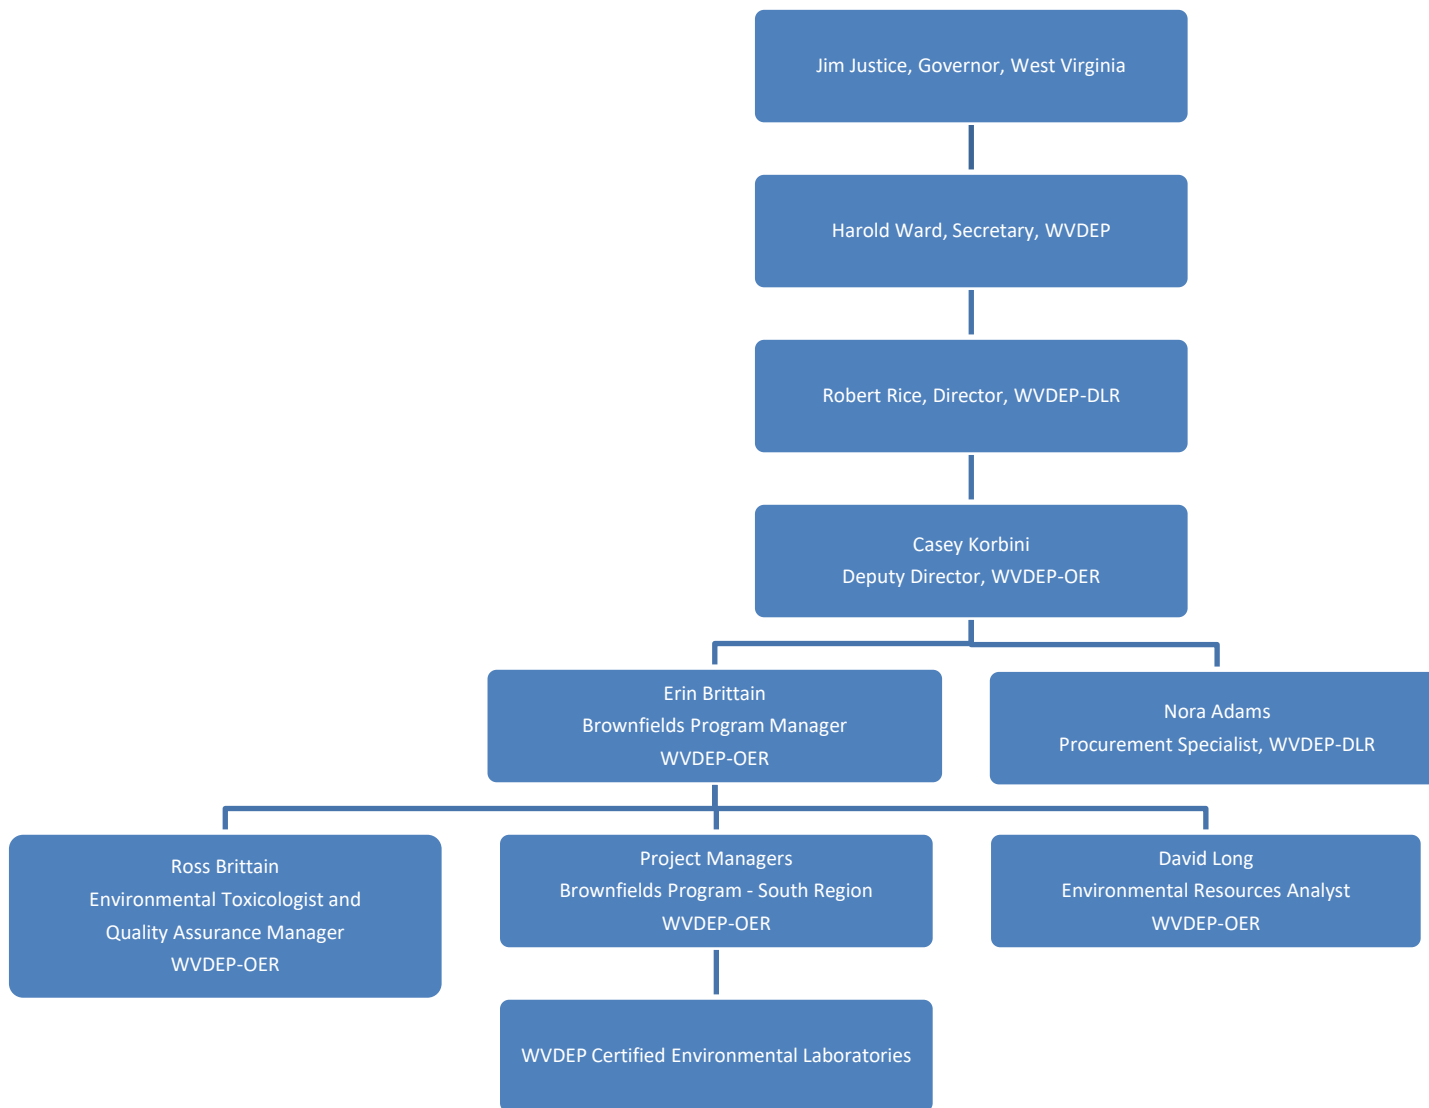 Jim Justice, Governor, West Virginia
Harold Ward, Secretary, WVDEP
Robert Rice, Director, WVDEP-DLR
Casey Korbini
Deputy Director, WVDEP-OER
Erin Brittain
Brownfields Program Manager
WVDEP-OER
Nora Adams
Procurement Specialist, WVDEP-DLR
Ross Brittain
Environmental Toxicologist and
Quality Assurance Manager
WVDEP-OER
Project Managers
Brownfields Program - South Region
WVDEP-OER
David Long
Environmental Resources Analyst
WVDEP-OER
WVDEP Certified Environmental Laboratories